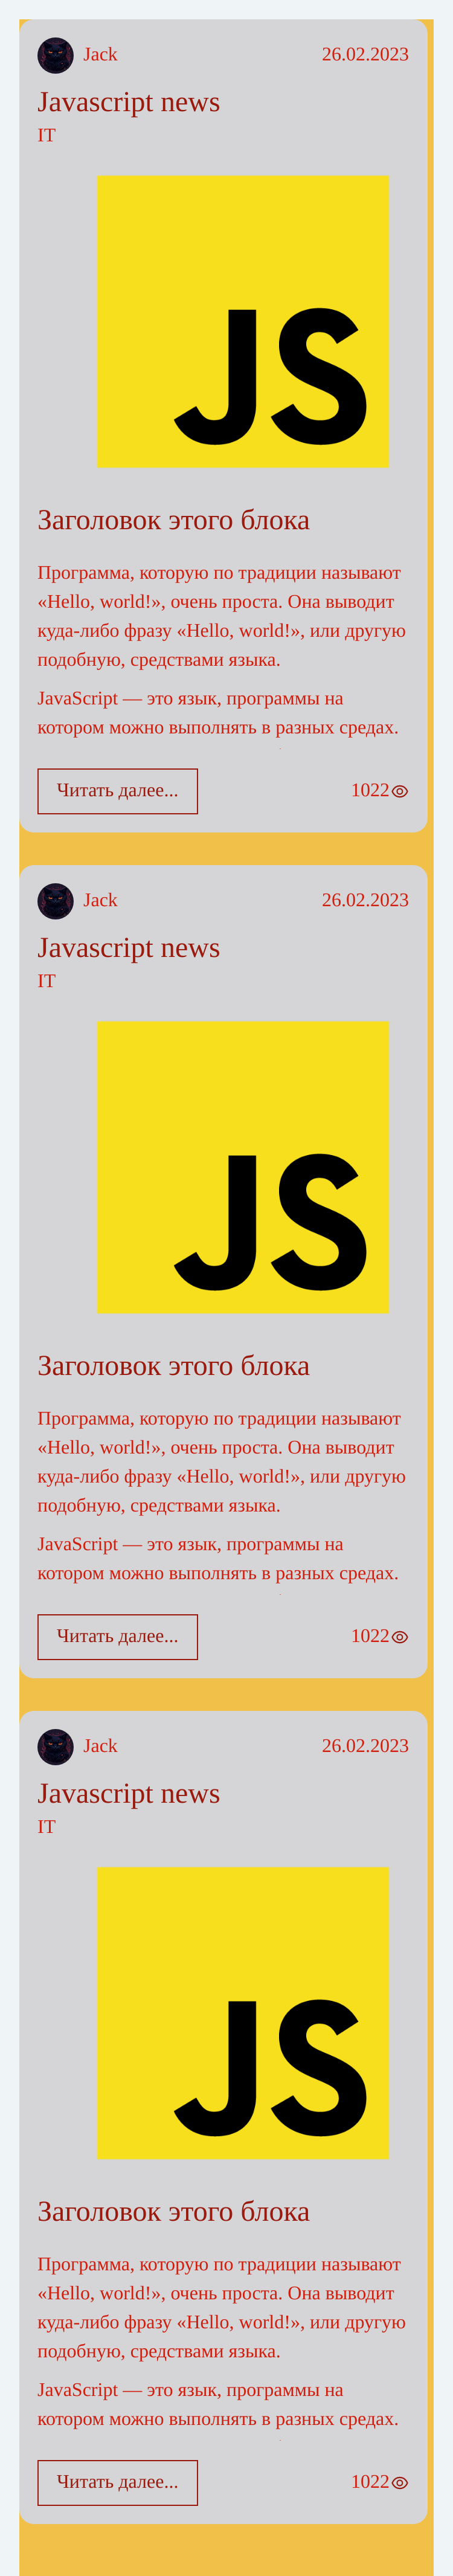 Jack 26.02.2023
Javascript news
IT
JS
Заголовок этого блока
Программа, которую по традиции называют
«Hello, world!», очень проста. Она выводит
куда-либо фразу «Hello, world!», или другую
подобную, средствами языка.
JavaScript — это язык, программы на
котором можно выполнять в разных средах.
Читать далее... 1022
Jack 26.02.2023
Javascript news
IT
JS
Заголовок этого блока
Программа, которую по традиции называют
«Hello, world!», очень проста. Она выводит
куда-либо фразу «Hello, world!», или другую
подобную, средствами языка.
JavaScript — это язык, программы на
котором можно выполнять в разных средах.
Читать далее... 1022
Jack 26.02.2023
Javascript news
IT
JS
Заголовок этого блока
Программа, которую по традиции называют
«Hello, world!», очень проста. Она выводит
куда-либо фразу «Hello, world!», или другую
подобную, средствами языка.
JavaScript — это язык, программы на
котором можно выполнять в разных средах.
Читать далее... 1022